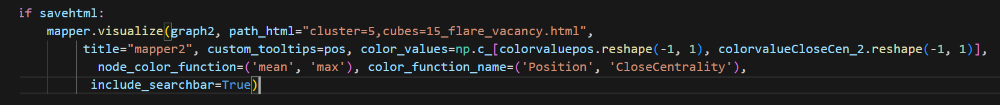 if savehtml:
mapper.visualize(graph2, path_html="cluster=5,cubes=15_flare_vacancy.html",
title="mapper2", custom_tooltips=pos, color_values=np.c_[colorvaluepos.reshape(-1, 1), colorvalueCloseCen_2.reshape(-1, 1)],
node_color_function=('mean', 'max'), color_function_name=('Position', 'CloseCentrality'),
include_searchbar=True)